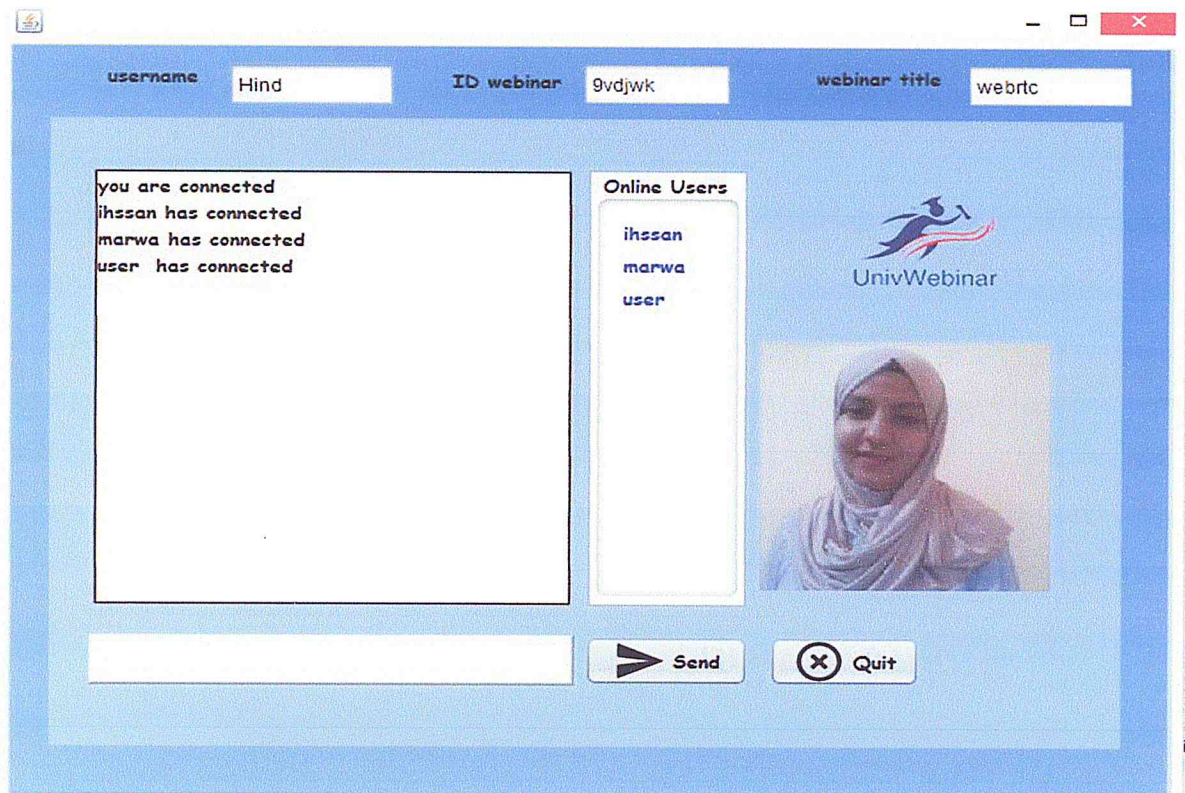 username Hind ID webinar 9vdjwk webinar title webrtc
you are connected
ihssan has connected
marwa has connected
user has connected
Online Users
ihssan
marwa
user
UnivWebinar
Send
Quit